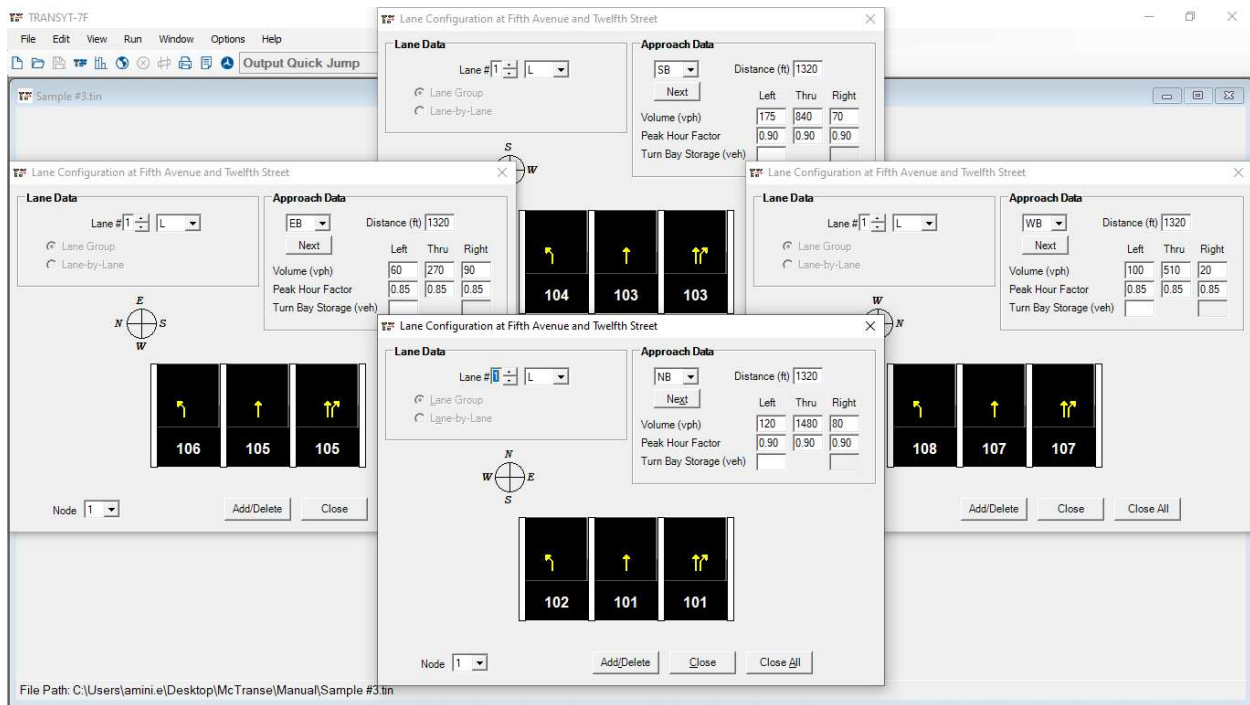 TRANSYT-7F
File Edit View Run Window Options Help
Output Quick Jump
Sample #3.tin
Lane Configuration at Fifth Avenue and Twelfth Street
Lane Data
Lane # 1 L
Lane Group
Lane-by-Lane
Approach Data
SB Distance (ft) 1320
Next
Left Thru Right
Volume (vph) 175 840 70
Peak Hour Factor 0.90 0.90 0.90
Turn Bay Storage (veh)
S
W
104 103 103
Lane Configuration at Fifth Avenue and Twelfth Street
Lane Data
Lane # 1 L
Lane Group
Lane-by-Lane
Approach Data
EB Distance (ft) 1320
Next
Left Thru Right
Volume (vph) 60 270 90
Peak Hour Factor 0.85 0.85 0.85
Turn Bay Storage (veh)
E
N S
W
106 105 105
Node 1 Add/Delete Close
Lane Configuration at Fifth Avenue and Twelfth Street
Lane Data
Lane # 1 L
Lane Group
Lane-by-Lane
Approach Data
WB Distance (ft) 1320
Next
Left Thru Right
Volume (vph) 100 510 20
Peak Hour Factor 0.85 0.85 0.85
Turn Bay Storage (veh)
W
N
108 107 107
Add/Delete Close Close All
Lane Configuration at Fifth Avenue and Twelfth Street
Lane Data
Lane # 1 L
Lane Group
Lane-by-Lane
Approach Data
NB Distance (ft) 1320
Next
Left Thru Right
Volume (vph) 120 1480 80
Peak Hour Factor 0.90 0.90 0.90
Turn Bay Storage (veh)
N
W E
S
102 101 101
Node 1 Add/Delete Close Close All
File Path: C:\Users\amini.e\Desktop\McTranse\Manual\Sample #3.tin